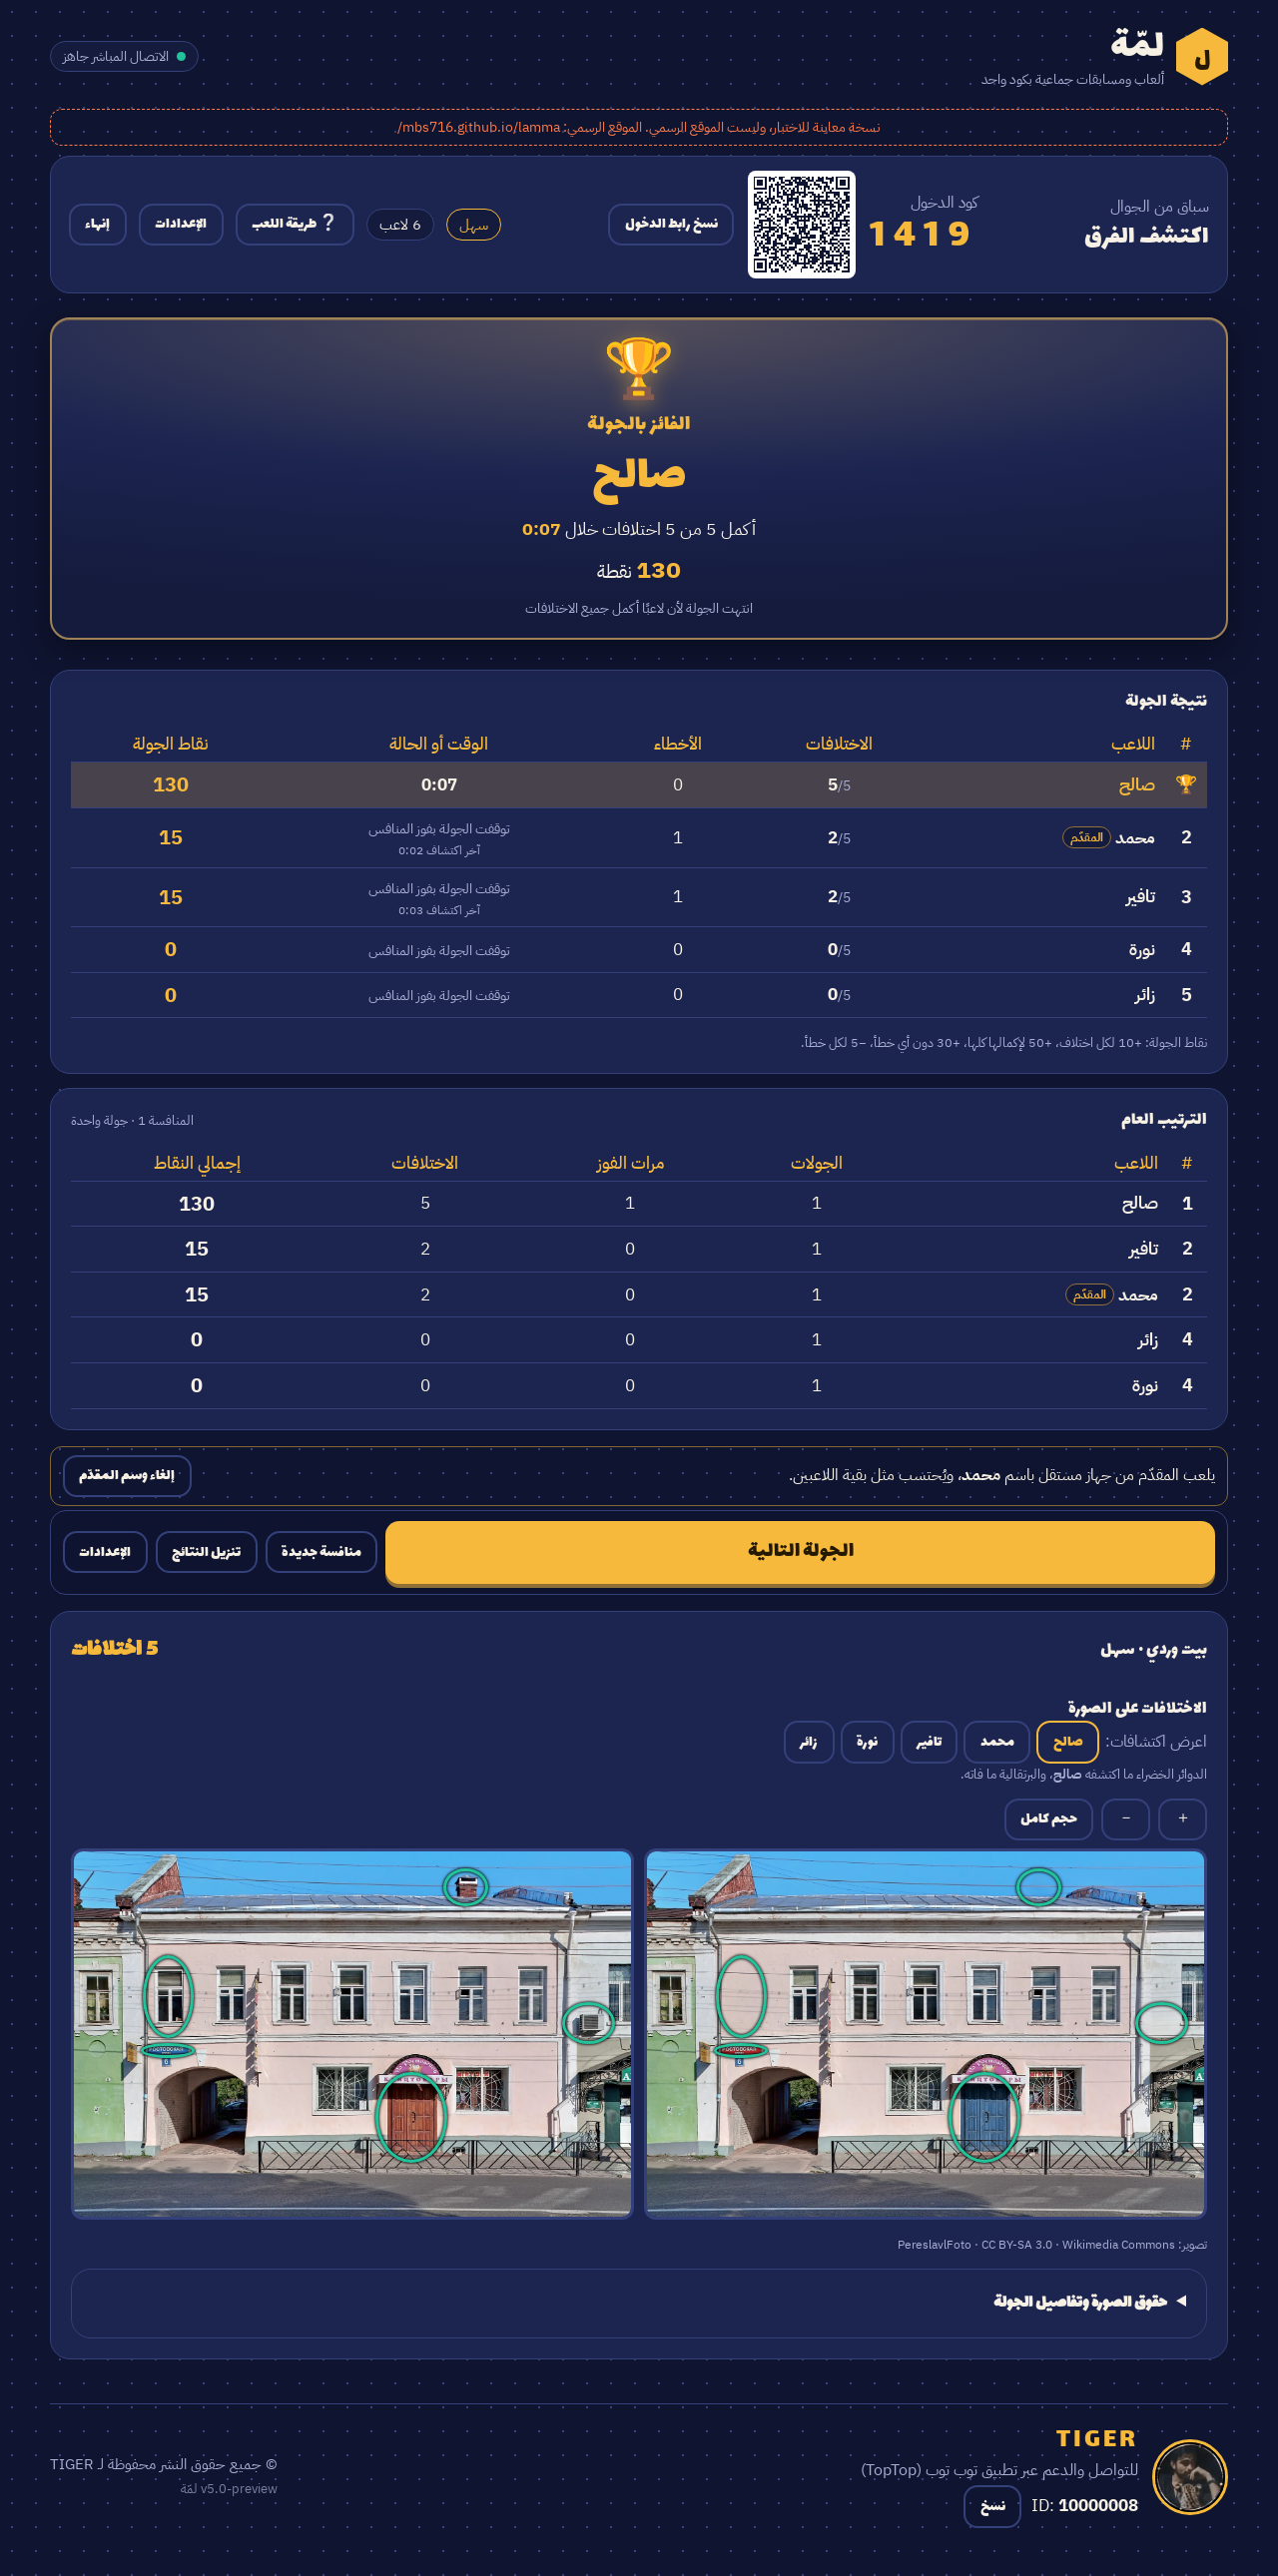 ل
لمّة
ألعاب ومسابقات جماعية بكود واحد
الاتصال المباشر جاهز
نسخة معاينة للاختبار، وليست الموقع الرسمي. الموقع الرسمي: mbs716.github.io/lamma/.
سباق من الجوال
اكتشف الفرق
كود الدخول
1419
نسخ رابط الدخول
سهل
6 لاعب
❔ طريقة اللعب
الإعدادات
إنهاء
الفائز بالجولة
صالح
أكمل 5 من 5 اختلافات خلال 0:07
130 نقطة
انتهت الجولة لأن لاعبًا أكمل جميع الاختلافات
نتيجة الجولة
# اللاعب الاختلافات الأخطاء الوقت أو الحالة نقاط الجولة
🏆 صالح 5/5 0 0:07 130
2 محمد المقدّم 2/5 1 توقفت الجولة بفوز المنافس 15
آخر اكتشاف 0:02
3 تافير 2/5 1 توقفت الجولة بفوز المنافس 15
آخر اكتشاف 0:03
4 نورة 0/5 0 توقفت الجولة بفوز المنافس 0
5 زائر 0/5 0 توقفت الجولة بفوز المنافس 0
نقاط الجولة: +10 لكل اختلاف، +50 لإكمالها كلها، +30 دون أي خطأ، −5 لكل خطأ.
الترتيب العام
المنافسة 1 · جولة واحدة
# اللاعب الجولات مرات الفوز الاختلافات إجمالي النقاط
1 صالح 1 1 5 130
2 تافير 1 0 2 15
2 محمد المقدّم 1 0 2 15
4 زائر 1 0 0 0
4 نورة 1 0 0 0
يلعب المقدّم من جهاز مستقل باسم محمد، ويُحتسب مثل بقية اللاعبين.
إلغاء وسم المقدّم
الجولة التالية
منافسة جديدة
تنزيل النتائج
الإعدادات
بيت وردي · سهل
5 اختلافات
الاختلافات على الصورة
اعرض اكتشافات: صالح محمد تافير نورة زائر
الدوائر الخضراء ما اكتشفه صالح، والبرتقالية ما فاته.
+ − حجم كامل
تصوير: PereslavlFoto · CC BY-SA 3.0 · Wikimedia Commons
حقوق الصورة وتفاصيل الجولة
TIGER
للتواصل والدعم عبر تطبيق توب توب (TopTop)
ID: 10000008
نسخ
© جميع حقوق النشر محفوظة لـ TIGER
لمّة v5.0-preview